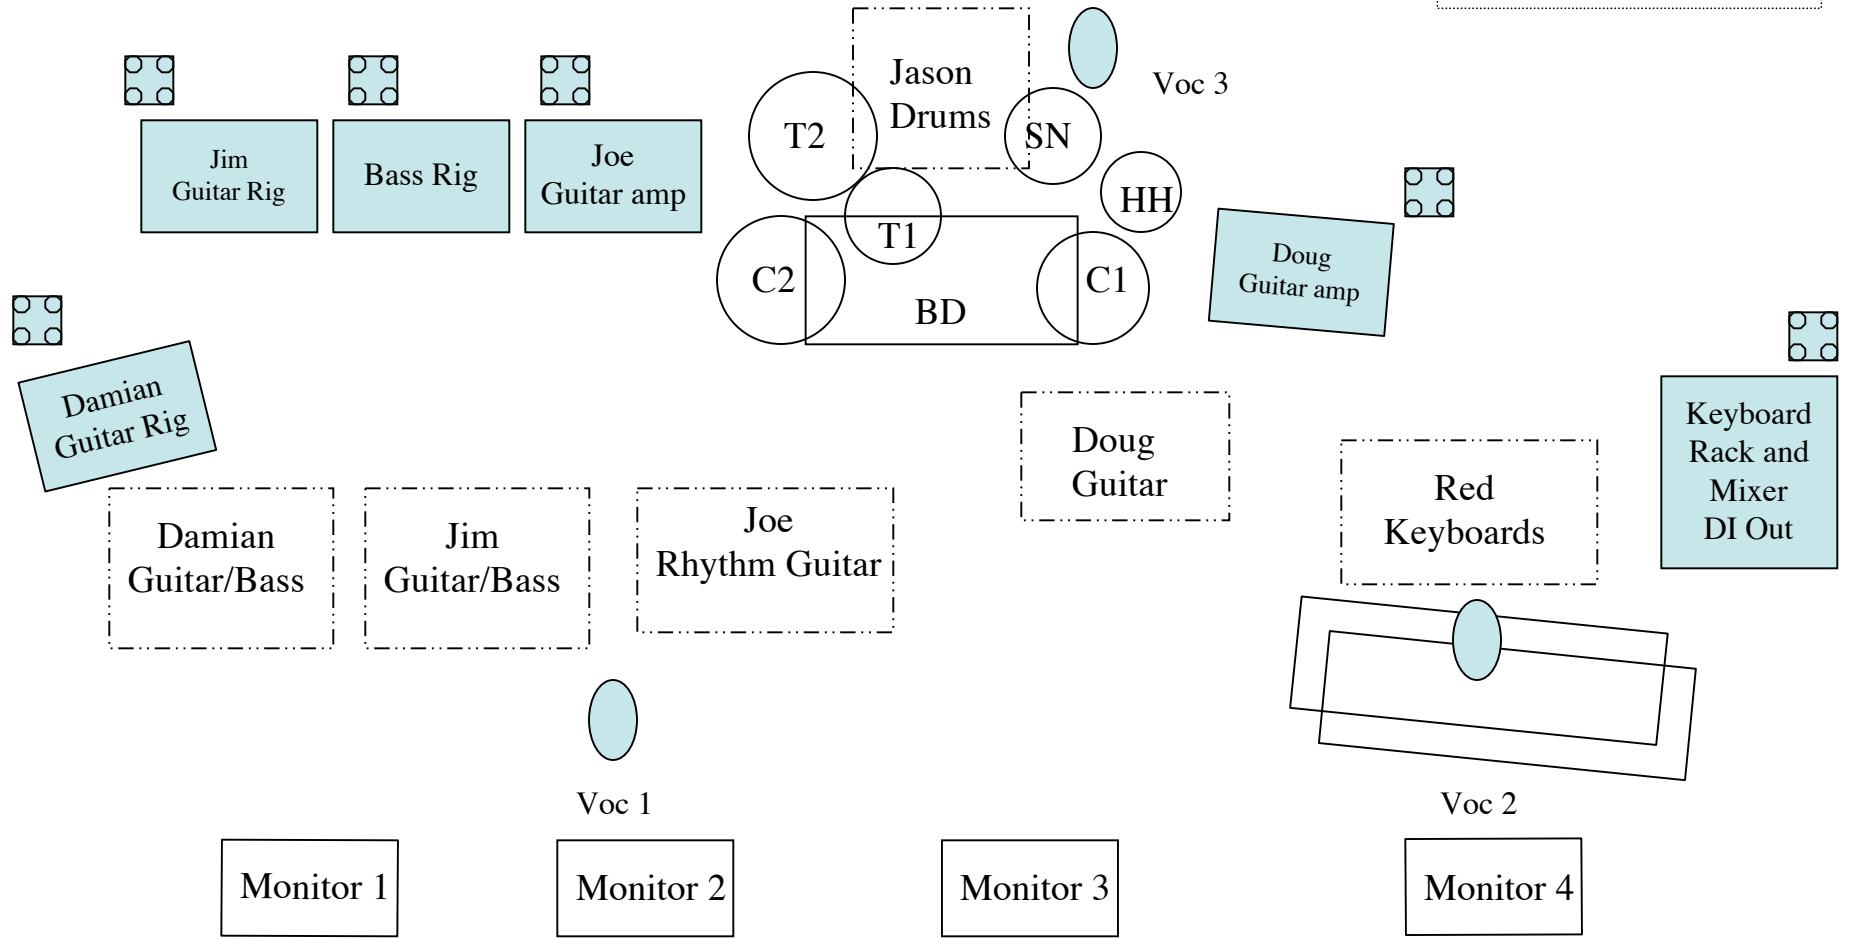 Jason
Drums
Voc 3
T2
SN
Jim
Guitar Rig
Bass Rig
Joe
Guitar amp
HH
T1
C2
C1
BD
Doug
Guitar amp
Damian
Guitar Rig
Keyboard
Rack and
Mixer
DI Out
Doug
Guitar
Red
Keyboards
Damian
Guitar/Bass
Jim
Guitar/Bass
Joe
Rhythm Guitar
Voc 1
Voc 2
Monitor 1
Monitor 2
Monitor 3
Monitor 4